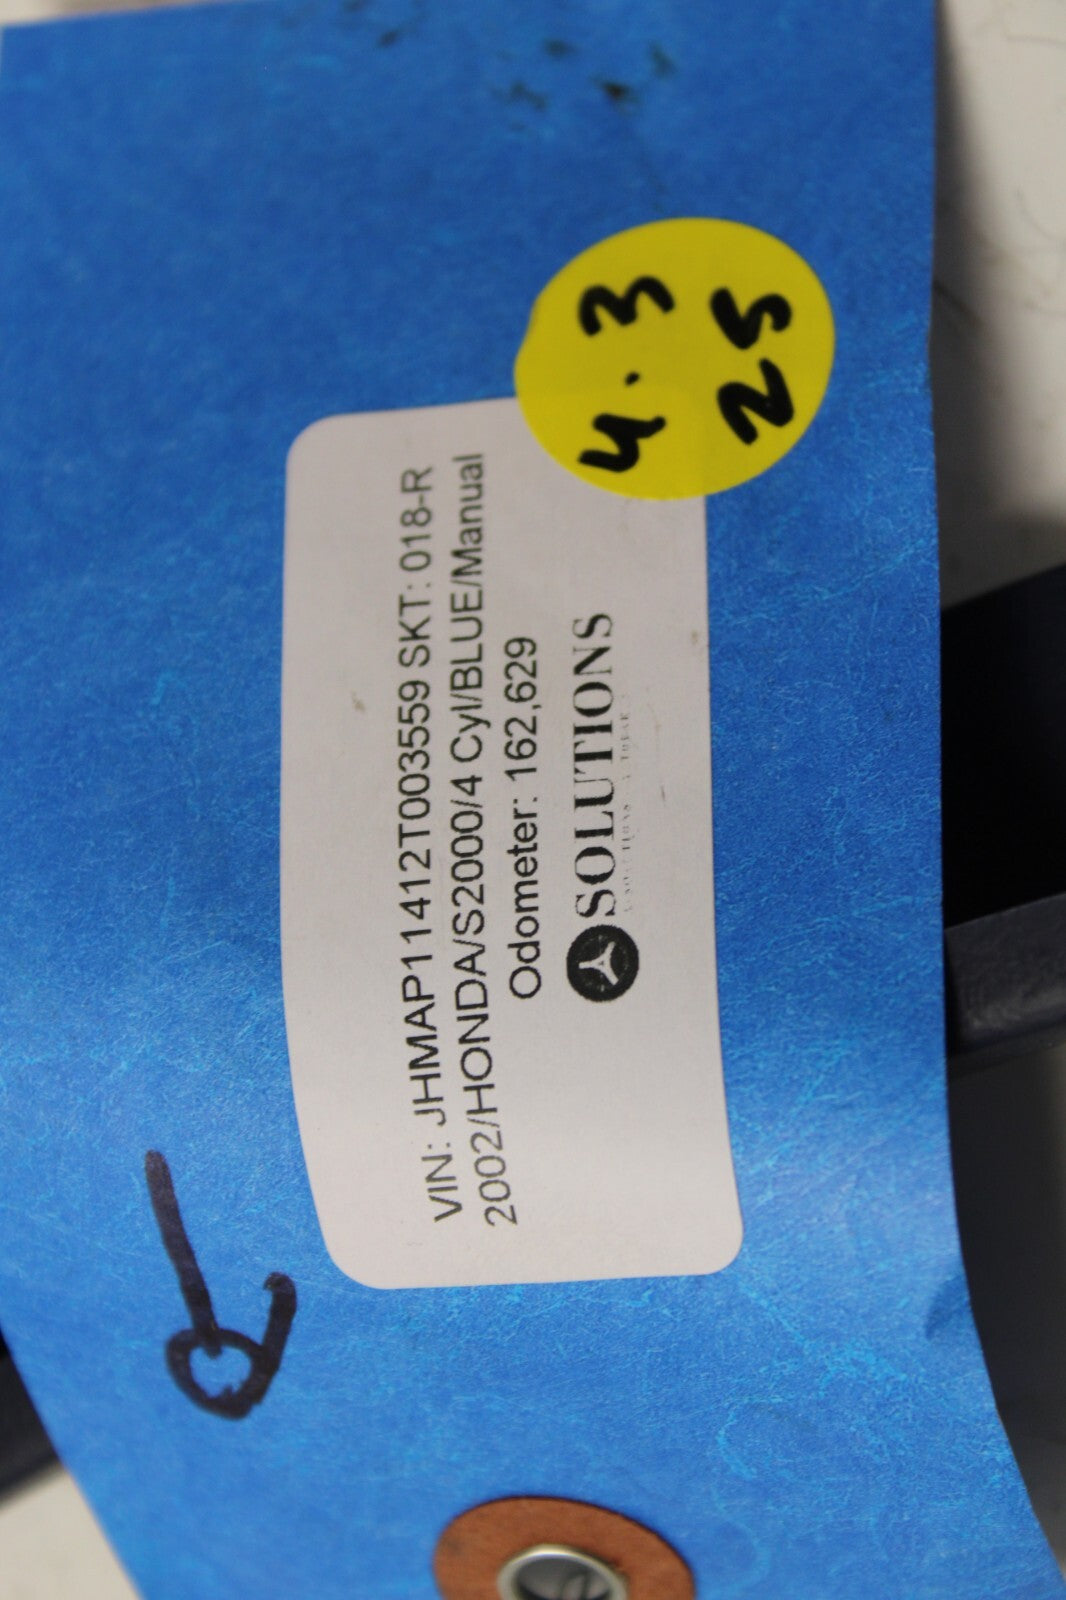 VIN: JHMAP11412T003559 SKT: 018-R
2002/HONDA/S2000/4 Cyl/BLUE/Manual
Odometer: 162,629
SOLUTIONS
4.3
25